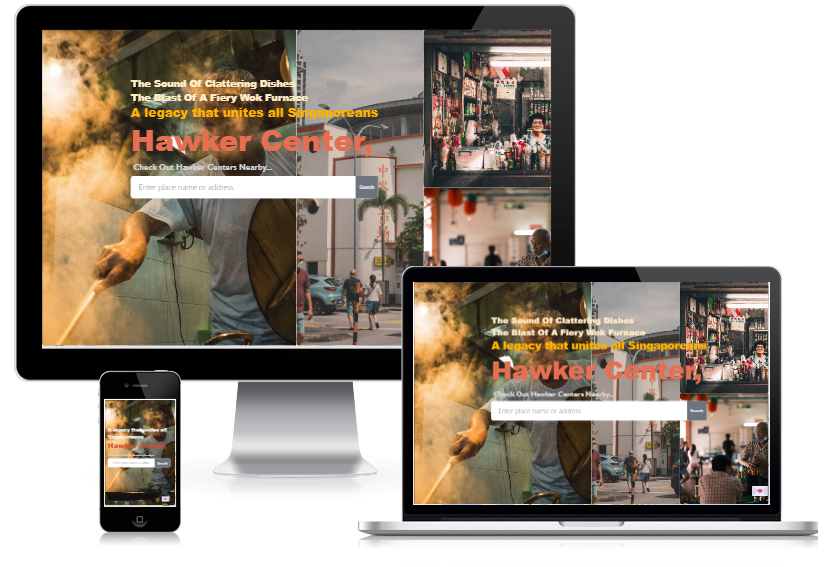 The Sound Of Clattering Dishes
The Blast Of A Fiery Wok Furnace
A legacy that unites all Singaporeans
Hawker Center,
Check Out Hawker Centers Nearby...
Enter place name or address
Search
The Sound Of Clattering Dishes
The Blast Of A Fiery Wok Furnace
A legacy that unites all Singaporeans
Hawker Center,
Check Out Hawker Centers Nearby...
Enter place name or address
Search
A legacy that unites all
Singaporeans
Hawker Center,
Enter place name or address
Search